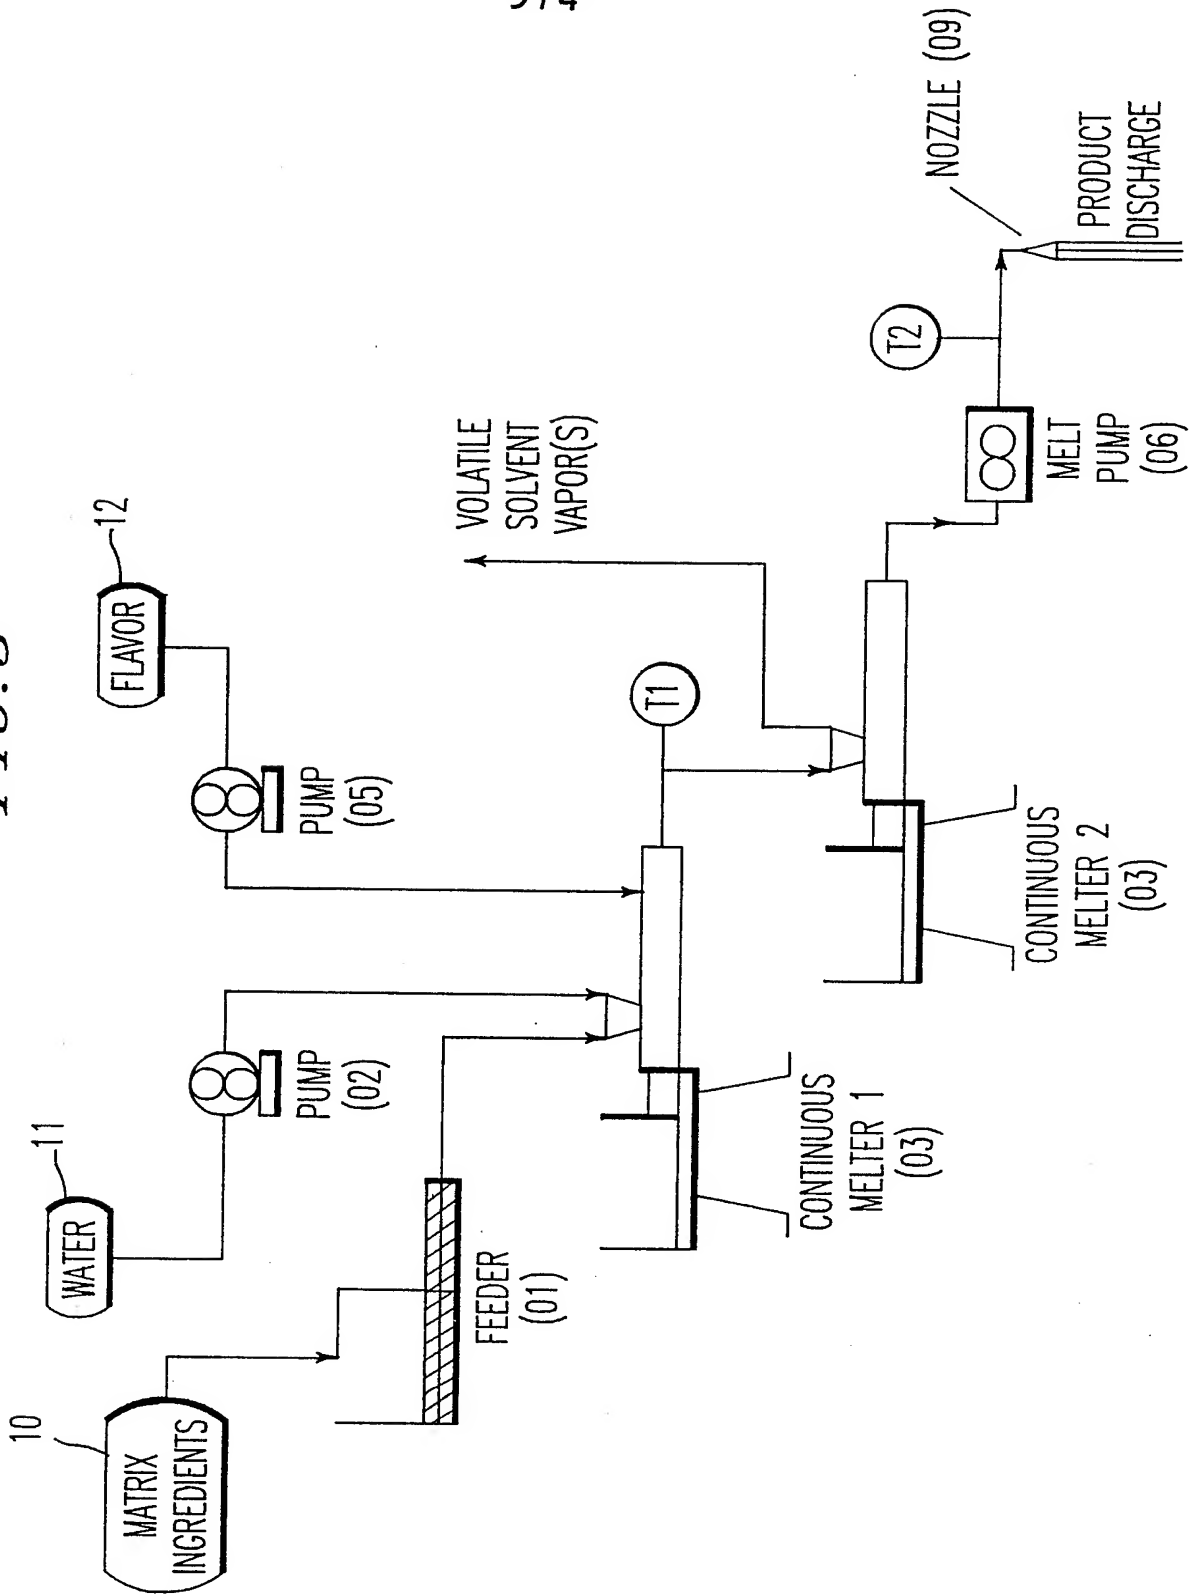 10
MATRIX
INGREDIENTS
11
WATER
12
FLAVOR
PUMP
(02)
PUMP
(05)
FEEDER
(01)
VOLATILE
SOLVENT
VAPOR(S)
T1
CONTINUOUS
MELTER 1
(03)
CONTINUOUS
MELTER 2
(03)
T2
MELT
PUMP
(06)
NOZZLE (09)
PRODUCT
DISCHARGE